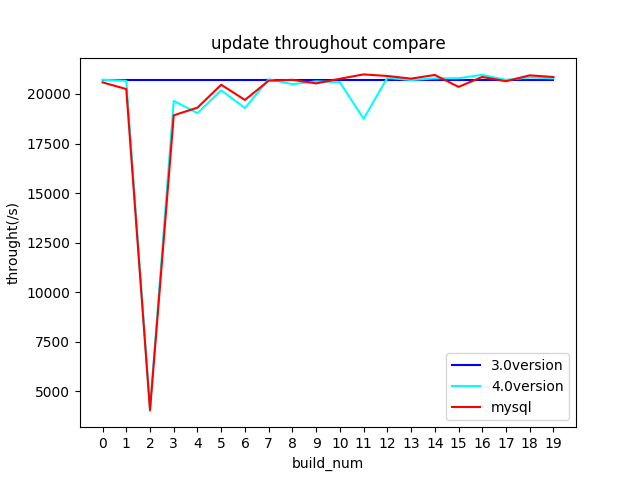 update throughout compare
throught(/s)
20000
17500
15000
12500
10000
7500
5000
3.0version
4.0version
mysql
0 1 2 3 4 5 6 7 8 9 10 11 12 13 14 15 16 17 18 19
build_num